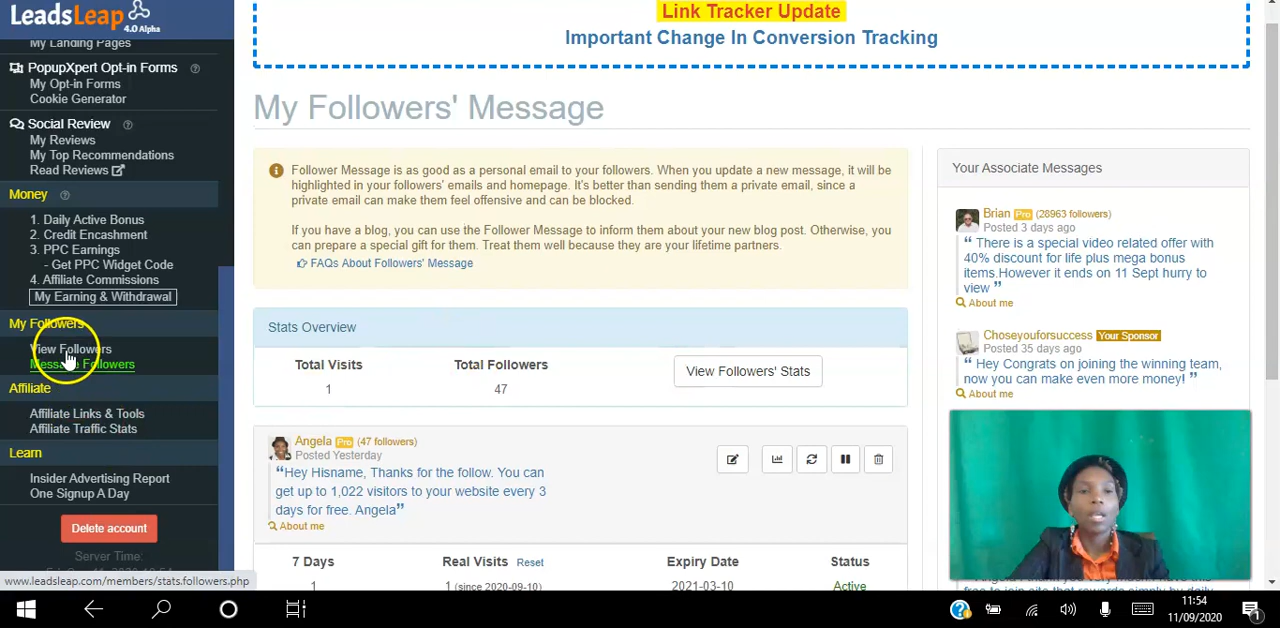 LeadsLeap
4.0 Alpha
My Landing Pages
PopupXpert Opt-in Forms
My Opt-in Forms
Cookie Generator
Social Review
My Reviews
My Top Recommendations
Read Reviews
Money
1. Daily Active Bonus
2. Credit Encashment
3. PPC Earnings
- Get PPC Widget Code
4. Affiliate Commissions
My Earning & Withdrawal
My Followers
View Followers
Message Followers
Affiliate
Affiliate Links & Tools
Affiliate Traffic Stats
Learn
Insider Advertising Report
One Signup A Day
Delete account
Server Time:
www.leadsleap.com/members/stats.followers.php
Link Tracker Update
Important Change In Conversion Tracking
My Followers' Message
Follower Message is as good as a personal email to your followers. When you update a new message, it will be
highlighted in your followers' emails and homepage. It's better than sending them a private email, since a
private email can make them feel offensive and can be blocked.
If you have a blog, you can use the Follower Message to inform them about your new blog post. Otherwise, you
can prepare a special gift for them. Treat them well because they are your lifetime partners.
FAQs About Followers' Message
Stats Overview
Total Visits Total Followers
1 47
View Followers' Stats
Angela Pro (47 followers)
Posted Yesterday
“Hey Hisname, Thanks for the follow. You can
get up to 1,022 visitors to your website every 3
days for free. Angela”
About me
7 Days Real Visits Reset Expiry Date Status
1 1 (since 2020-09-10) 2021-03-10 Active
Your Associate Messages
Brian Pro (28963 followers)
Posted 3 days ago
“ There is a special video related offer with
40% discount for life plus mega bonus
items.However it ends on 11 Sept hurry to
view ”
About me
Choseyouforsuccess Your Sponsor
Posted 35 days ago
“ Hey Congrats on joining the winning team,
now you can make even more money! ”
About me
11:54
11/09/2020